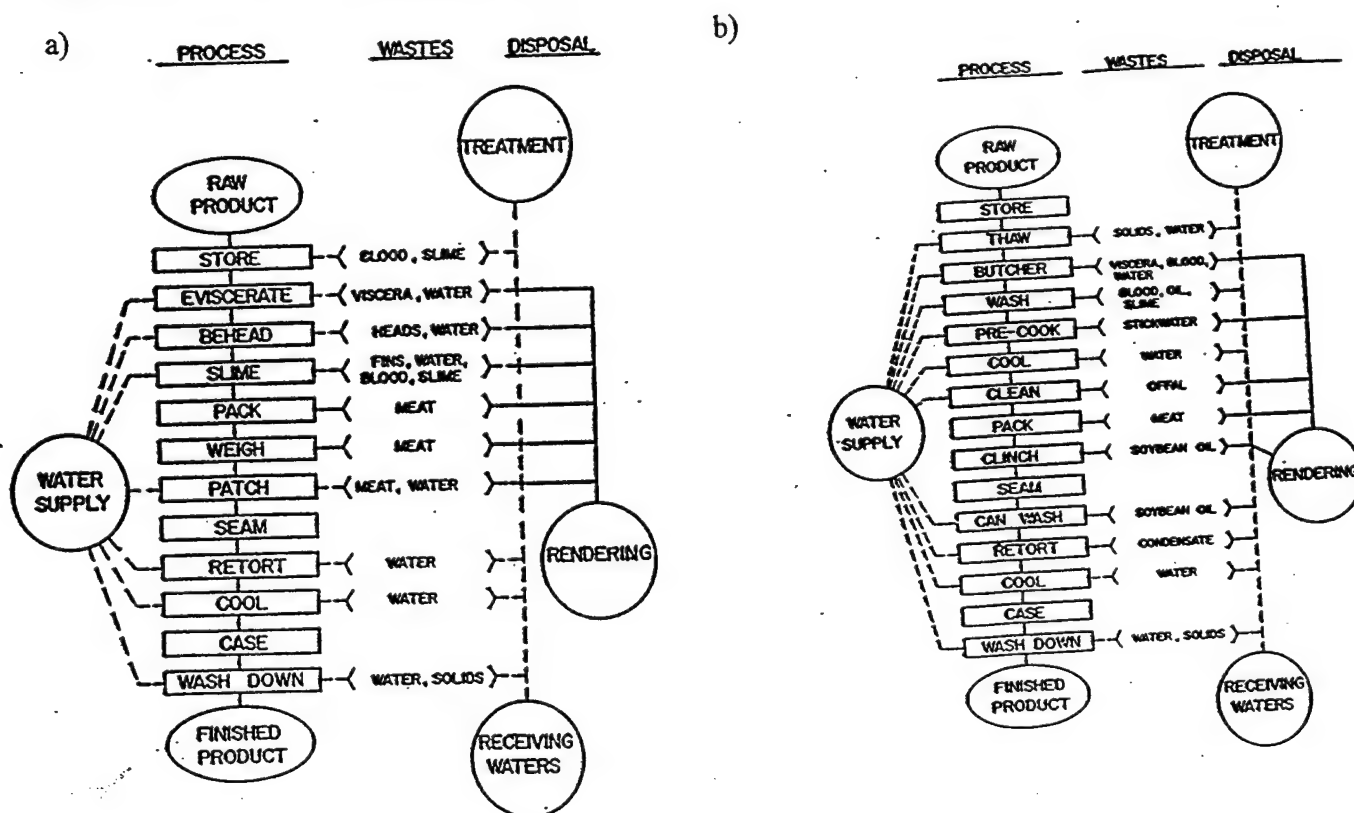 a)
PROCESS WASTES DISPOSAL
TREATMENT
RAW
PRODUCT
STORE BLOOD, SLIME
EVISCERATE VISCERA, WATER
BEHEAD HEADS, WATER
SLIME FINS, WATER,
BLOOD, SLIME
PACK MEAT
WEIGH MEAT
WATER
SUPPLY
PATCH MEAT, WATER
SEAM
RENDERING
RETORT WATER
COOL WATER
CASE
WASH DOWN WATER, SOLIDS
FINISHED
PRODUCT
RECEIVING
WATERS
b)
PROCESS WASTES DISPOSAL
TREATMENT
RAW
PRODUCT
STORE
THAW SOLIDS, WATER
BUTCHER VISCERA, BLOOD,
WATER
WASH BLOOD, OIL,
SLIME
PRE-COOK STICKWATER
COOL WATER
CLEAN OFFAL
PACK MEAT
WATER
SUPPLY
CLINCH SOYBEAN OIL
RENDERING
SEAM
CAN WASH SOYBEAN OIL
RETORT CONDENSATE
COOL WATER
CASE
WASH DOWN WATER, SOLIDS
FINISHED
PRODUCT
RECEIVING
WATERS